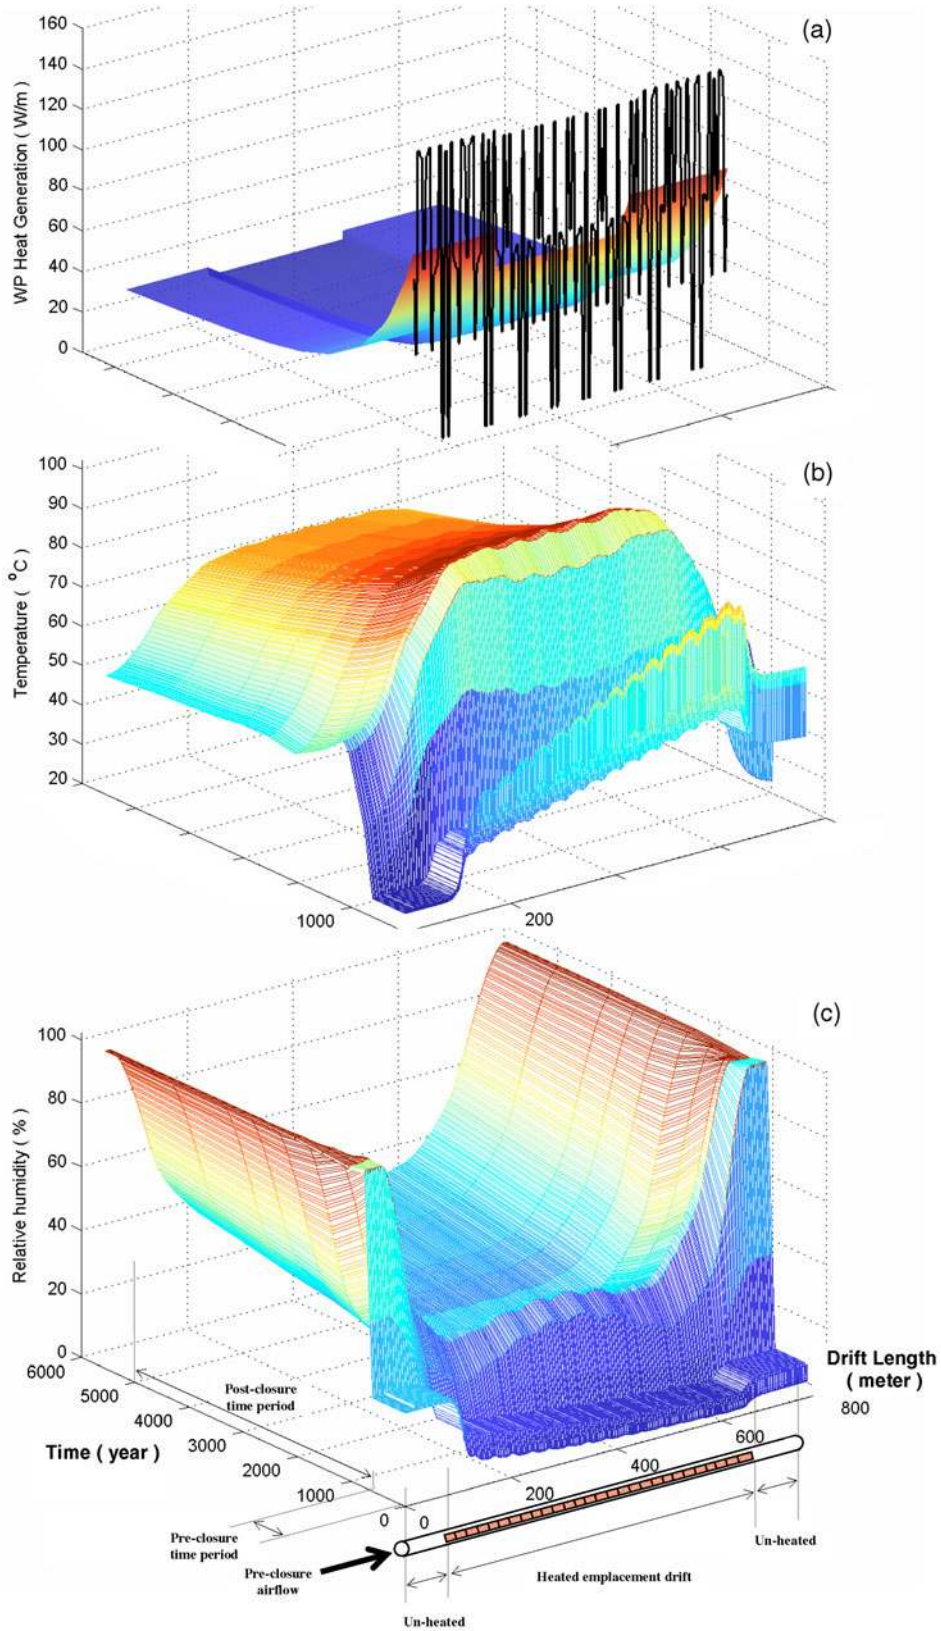 (a)
WP Heat Generation ( W/m )
160
140
120
100
80
60
40
20
0
(b)
Temperature ( °C )
100
90
80
70
60
50
40
30
20
1000
200
(c)
Relative humidity ( % )
100
80
60
40
20
0
6000
5000
4000
3000
2000
1000
0
Time ( year )
Drift Length
( meter )
0
200
400
600
800
Post-closure
time period
Pre-closure
time period
Pre-closure
airflow
Un-heated
Heated emplacement drift
Un-heated